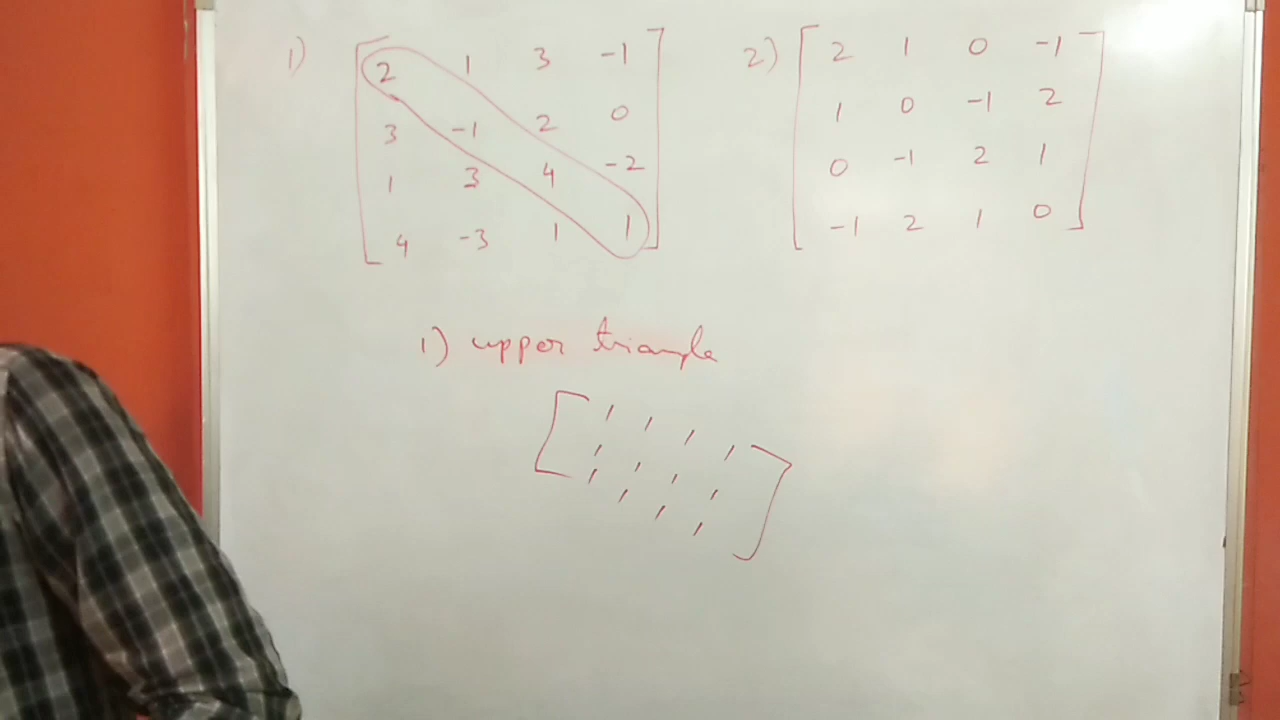 1) 2 1 3 -1
3 -1 2 0
1 3 4 -2
4 -3 1 1
2) 2 1 0 -1
1 0 -1 2
0 -1 2 1
-1 2 1 0
1) upper triangle